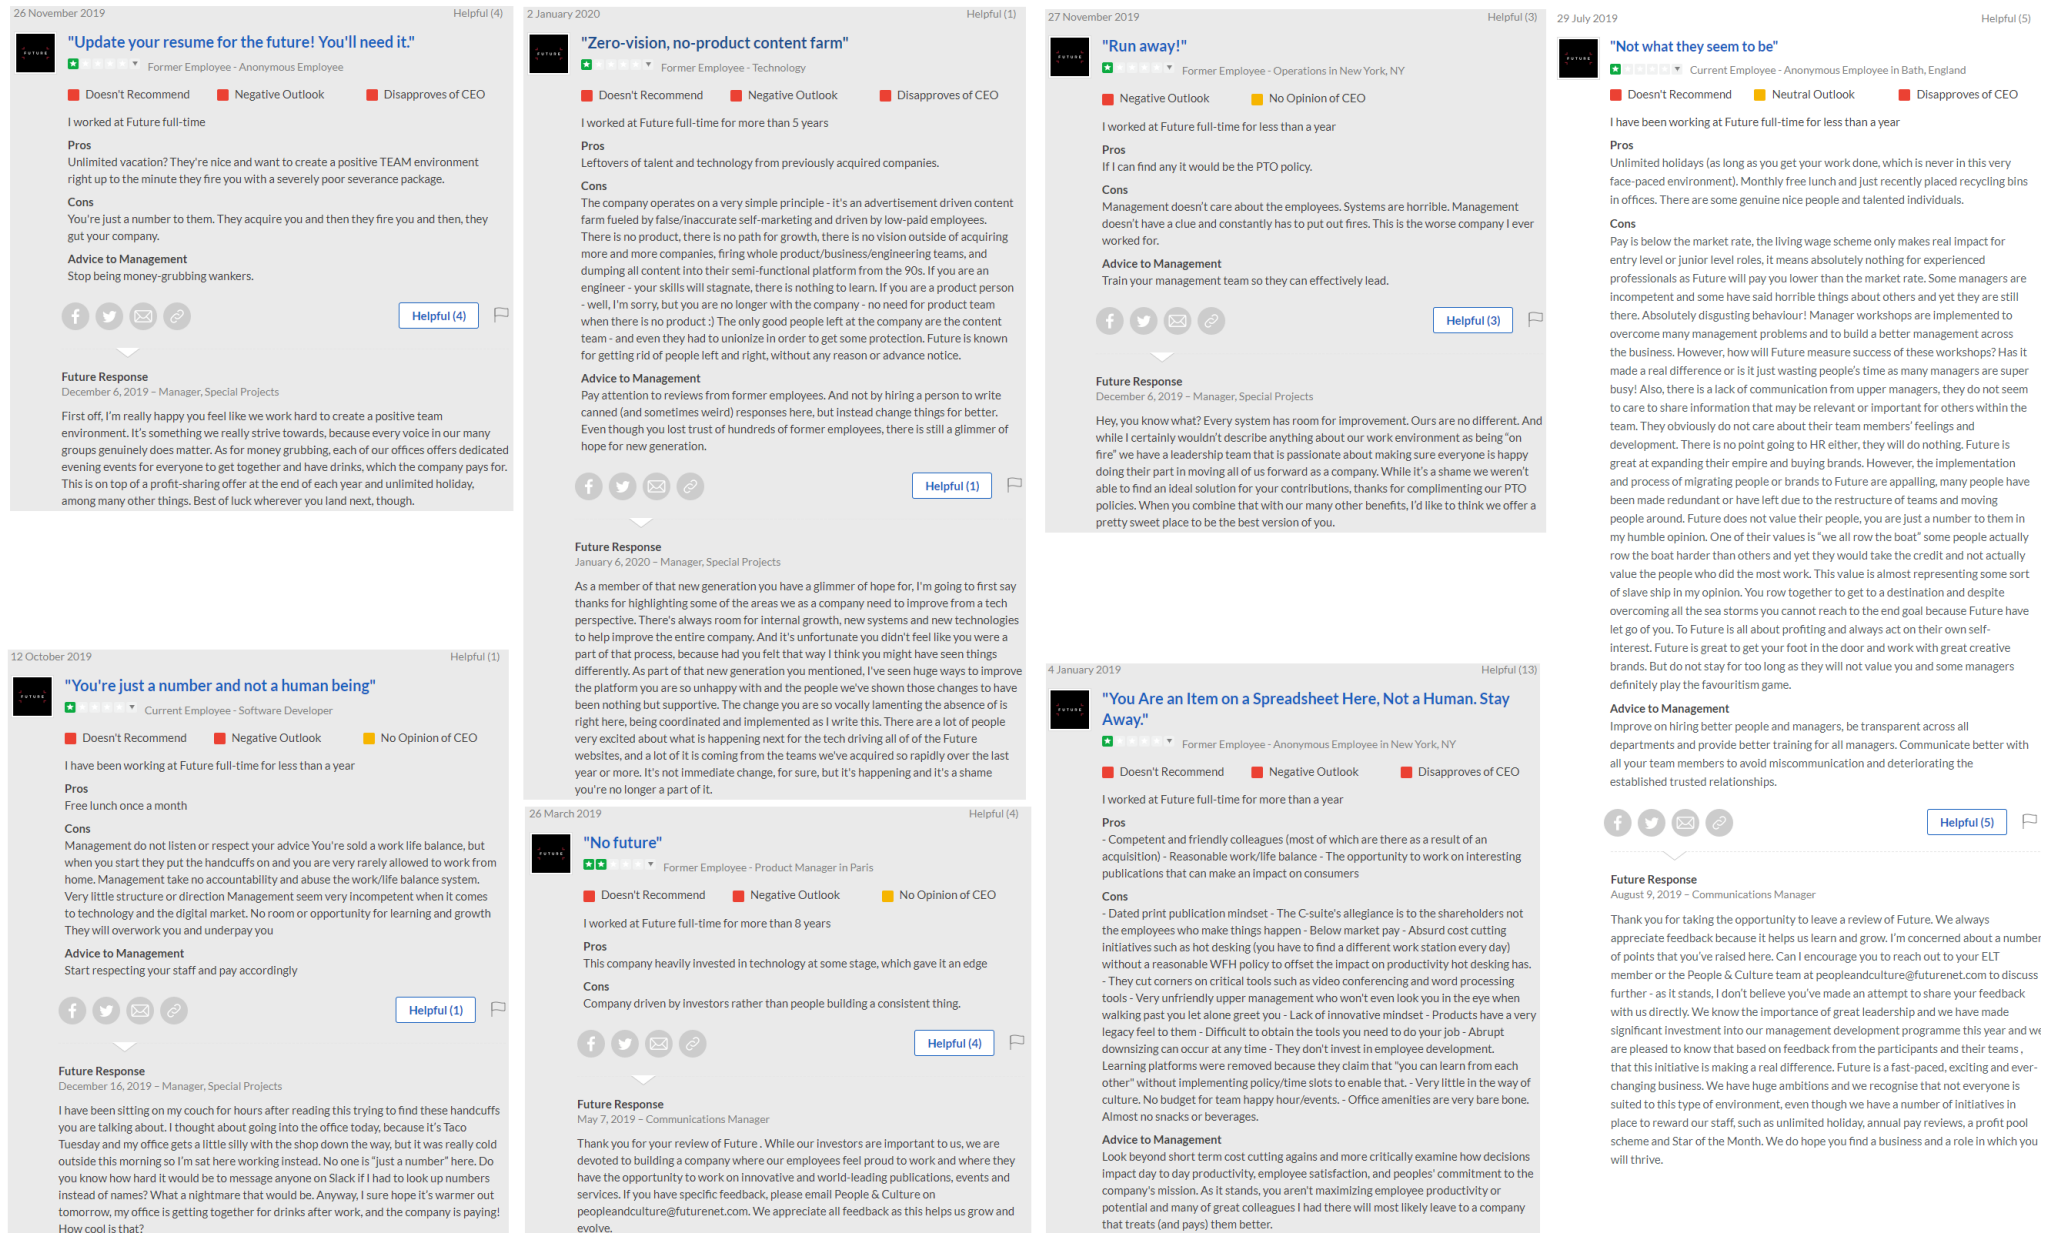 26 November 2019
Helpful (4)
FUTURE
"Update your resume for the future! You'll need it."
Former Employee - Anonymous Employee
Doesn't Recommend
Negative Outlook
Disapproves of CEO
I worked at Future full-time
Pros
Unlimited vacation? They're nice and want to create a positive TEAM environment
right up to the minute they fire you with a severely poor severance package.
Cons
You're just a number to them. They acquire you and then they fire you and then, they
gut your company.
Advice to Management
Stop being money-grubbing wankers.
Helpful (4)
Future Response
December 6, 2019 – Manager, Special Projects
First off, I'm really happy you feel like we work hard to create a positive team
environment. It's something we really strive towards, because every voice in our many
groups genuinely does matter. As for money grubbing, each of our offices offers dedicated
evening events for everyone to get together and have drinks, which the company pays for.
This is on top of a profit-sharing offer at the end of each year and unlimited holiday,
among many other things. Best of luck wherever you land next, though.
12 October 2019
Helpful (1)
FUTURE
"You're just a number and not a human being"
Current Employee - Software Developer
Doesn't Recommend
Negative Outlook
No Opinion of CEO
I have been working at Future full-time for less than a year
Pros
Free lunch once a month
Cons
Management do not listen or respect your advice You're sold a work life balance, but
when you start they put the handcuffs on and you are very rarely allowed to work from
home. Management take no accountability and abuse the work/life balance system.
Very little structure or direction Management seem very incompetent when it comes
to technology and the digital market. No room or opportunity for learning and growth
They will overwork you and underpay you
Advice to Management
Start respecting your staff and pay accordingly
Helpful (1)
Future Response
December 16, 2019 – Manager, Special Projects
I have been sitting on my couch for hours after reading this trying to find these handcuffs
you are talking about. I thought about going into the office today, because it's Taco
Tuesday and my office gets a little silly with the shop down the way, but it was really cold
outside this morning so I'm sat here working instead. No one is "just a number" here. Do
you know how hard it would be to message anyone on Slack if I had to look up numbers
instead of names? What a nightmare that would be. Anyway, I sure hope it's warmer out
tomorrow, my office is getting together for drinks after work, and the company is paying!
How cool is that?
2 January 2020
Helpful (1)
FUTURE
"Zero-vision, no-product content farm"
Former Employee - Technology
Doesn't Recommend
Negative Outlook
Disapproves of CEO
I worked at Future full-time for more than 5 years
Pros
Leftovers of talent and technology from previously acquired companies.
Cons
The company operates on a very simple principle - it's an advertisement driven content
farm fueled by false/inaccurate self-marketing and driven by low-paid employees.
There is no product, there is no path for growth, there is no vision outside of acquiring
more and more companies, firing whole product/business/engineering teams, and
dumping all content into their semi-functional platform from the 90s. If you are an
engineer - your skills will stagnate, there is nothing to learn. If you are a product person
- well, I'm sorry, but you are no longer with the company - no need for product team
when there is no product :) The only good people left at the company are the content
team - and even they had to unionize in order to get some protection. Future is known
for getting rid of people left and right, without any reason or advance notice.
Advice to Management
Pay attention to reviews from former employees. And not by hiring a person to write
canned (and sometimes weird) responses here, but instead change things for better.
Even though you lost trust of hundreds of former employees, there is still a glimmer of
hope for new generation.
Helpful (1)
Future Response
January 6, 2020 – Manager, Special Projects
As a member of that new generation you have a glimmer of hope for, I'm going to first say
thanks for highlighting some of the areas we as a company need to improve from a tech
perspective. There's always room for internal growth, new systems and new technologies
to help improve the entire company. And it's unfortunate you didn't feel like you were a
part of that process, because had you felt that way I think you might have seen things
differently. As part of that new generation you mentioned, I've seen huge ways to improve
the platform you are so unhappy with and the people we've shown those changes to have
been nothing but supportive. The change you are so vocally lamenting the absence of is
right here, being coordinated and implemented as I write this. There are a lot of people
very excited about what is happening next for the tech driving all of of the Future
websites, and a lot of it is coming from the teams we've acquired so rapidly over the last
year or more. It's not immediate change, for sure, but it's happening and it's a shame
you're no longer a part of it.
26 March 2019
Helpful (4)
FUTURE
"No future"
Former Employee - Product Manager in Paris
Doesn't Recommend
Negative Outlook
No Opinion of CEO
I worked at Future full-time for more than 8 years
Pros
This company heavily invested in technology at some stage, which gave it an edge
Cons
Company driven by investors rather than people building a consistent thing.
Helpful (4)
Future Response
May 7, 2019 – Communications Manager
Thank you for your review of Future . While our investors are important to us, we are
devoted to building a company where our employees feel proud to work and where they
have the opportunity to work on innovative and world-leading publications, events and
services. If you have specific feedback, please email People & Culture on
peopleandculture@futurenet.com. We appreciate all feedback as this helps us grow and
evolve.
27 November 2019
Helpful (3)
FUTURE
"Run away!"
Former Employee - Operations in New York, NY
Negative Outlook
No Opinion of CEO
I worked at Future full-time for less than a year
Pros
If I can find any it would be the PTO policy.
Cons
Management doesn't care about the employees. Systems are horrible. Management
doesn't have a clue and constantly has to put out fires. This is the worse company I ever
worked for.
Advice to Management
Train your management team so they can effectively lead.
Helpful (3)
Future Response
December 6, 2019 – Manager, Special Projects
Hey, you know what? Every system has room for improvement. Ours are no different. And
while I certainly wouldn't describe anything about our work environment as being "on
fire" we have a leadership team that is passionate about making sure everyone is happy
doing their part in moving all of us forward as a company. While it's a shame we weren't
able to find an ideal solution for your contributions, thanks for complimenting our PTO
policies. When you combine that with our many other benefits, I'd like to think we offer a
pretty sweet place to be the best version of you.
4 January 2019
Helpful (13)
FUTURE
"You Are an Item on a Spreadsheet Here, Not a Human. Stay
Away."
Former Employee - Anonymous Employee in New York, NY
Doesn't Recommend
Negative Outlook
Disapproves of CEO
I worked at Future full-time for more than a year
Pros
- Competent and friendly colleagues (most of which are there as a result of an
acquisition) - Reasonable work/life balance - The opportunity to work on interesting
publications that can make an impact on consumers
Cons
- Dated print publication mindset - The C-suite's allegiance is to the shareholders not
the employees who make things happen - Below market pay - Absurd cost cutting
initiatives such as hot desking (you have to find a different work station every day)
without a reasonable WFH policy to offset the impact on productivity hot desking has.
- They cut corners on critical tools such as video conferencing and word processing
tools - Very unfriendly upper management who won't even look you in the eye when
walking past you let alone greet you - Lack of innovative mindset - Products have a very
legacy feel to them - Difficult to obtain the tools you need to do your job - Abrupt
downsizing can occur at any time - They don't invest in employee development.
Learning platforms were removed because they claim that "you can learn from each
other" without implementing policy/time slots to enable that. - Very little in the way of
culture. No budget for team happy hour/events. - Office amenities are very bare bone.
Almost no snacks or beverages.
Advice to Management
Look beyond short term cost cutting agains and more critically examine how decisions
impact day to day productivity, employee satisfaction, and peoples' commitment to the
company's mission. As it stands, you aren't maximizing employee productivity or
potential and many of great colleagues I had there will most likely leave to a company
that treats (and pays) them better.
29 July 2019
Helpful (5)
FUTURE
"Not what they seem to be"
Current Employee - Anonymous Employee in Bath, England
Doesn't Recommend
Neutral Outlook
Disapproves of CEO
I have been working at Future full-time for less than a year
Pros
Unlimited holidays (as long as you get your work done, which is never in this very
face-paced environment). Monthly free lunch and just recently placed recycling bins
in offices. There are some genuine nice people and talented individuals.
Cons
Pay is below the market rate, the living wage scheme only makes real impact for
entry level or junior level roles, it means absolutely nothing for experienced
professionals as Future will pay you lower than the market rate. Some managers are
incompetent and some have said horrible things about others and yet they are still
there. Absolutely disgusting behaviour! Manager workshops are implemented to
overcome many management problems and to build a better management across
the business. However, how will Future measure success of these workshops? Has it
made a real difference or is it just wasting people's time as many managers are super
busy! Also, there is a lack of communication from upper managers, they do not seem
to care to share information that may be relevant or important for others within the
team. They obviously do not care about their team members' feelings and
development. There is no point going to HR either, they will do nothing. Future is
great at expanding their empire and buying brands. However, the implementation
and process of migrating people or brands to Future are appalling, many people have
been made redundant or have left due to the restructure of teams and moving
people around. Future does not value their people, you are just a number to them in
my humble opinion. One of their values is "we all row the boat" some people actually
row the boat harder than others and yet they would take the credit and not actually
value the people who did the most work. This value is almost representing some sort
of slave ship in my opinion. You row together to get to a destination and despite
overcoming all the sea storms you cannot reach to the end goal because Future have
let go of you. To Future is all about profiting and always act on their own self-
interest. Future is great to get your foot in the door and work with great creative
brands. But do not stay for too long as they will not value you and some managers
definitely play the favouritism game.
Advice to Management
Improve on hiring better people and managers, be transparent across all
departments and provide better training for all managers. Communicate better with
all your team members to avoid miscommunication and deteriorating the
established trusted relationships.
Helpful (5)
Future Response
August 9, 2019 – Communications Manager
Thank you for taking the opportunity to leave a review of Future. We always
appreciate feedback because it helps us learn and grow. I'm concerned about a number
of points that you've raised here. Can I encourage you to reach out to your ELT
member or the People & Culture team at peopleandculture@futurenet.com to discuss
further - as it stands, I don't believe you've made an attempt to share your feedback
with us directly. We know the importance of great leadership and we have made
significant investment into our management development programme this year and we
are pleased to know that based on feedback from the participants and their teams ,
that this initiative is making a real difference. Future is a fast-paced, exciting and ever-
changing business. We have huge ambitions and we recognise that not everyone is
suited to this type of environment, even though we have a number of initiatives in
place to reward our staff, such as unlimited holiday, annual pay reviews, a profit pool
scheme and Star of the Month. We do hope you find a business and a role in which you
will thrive.